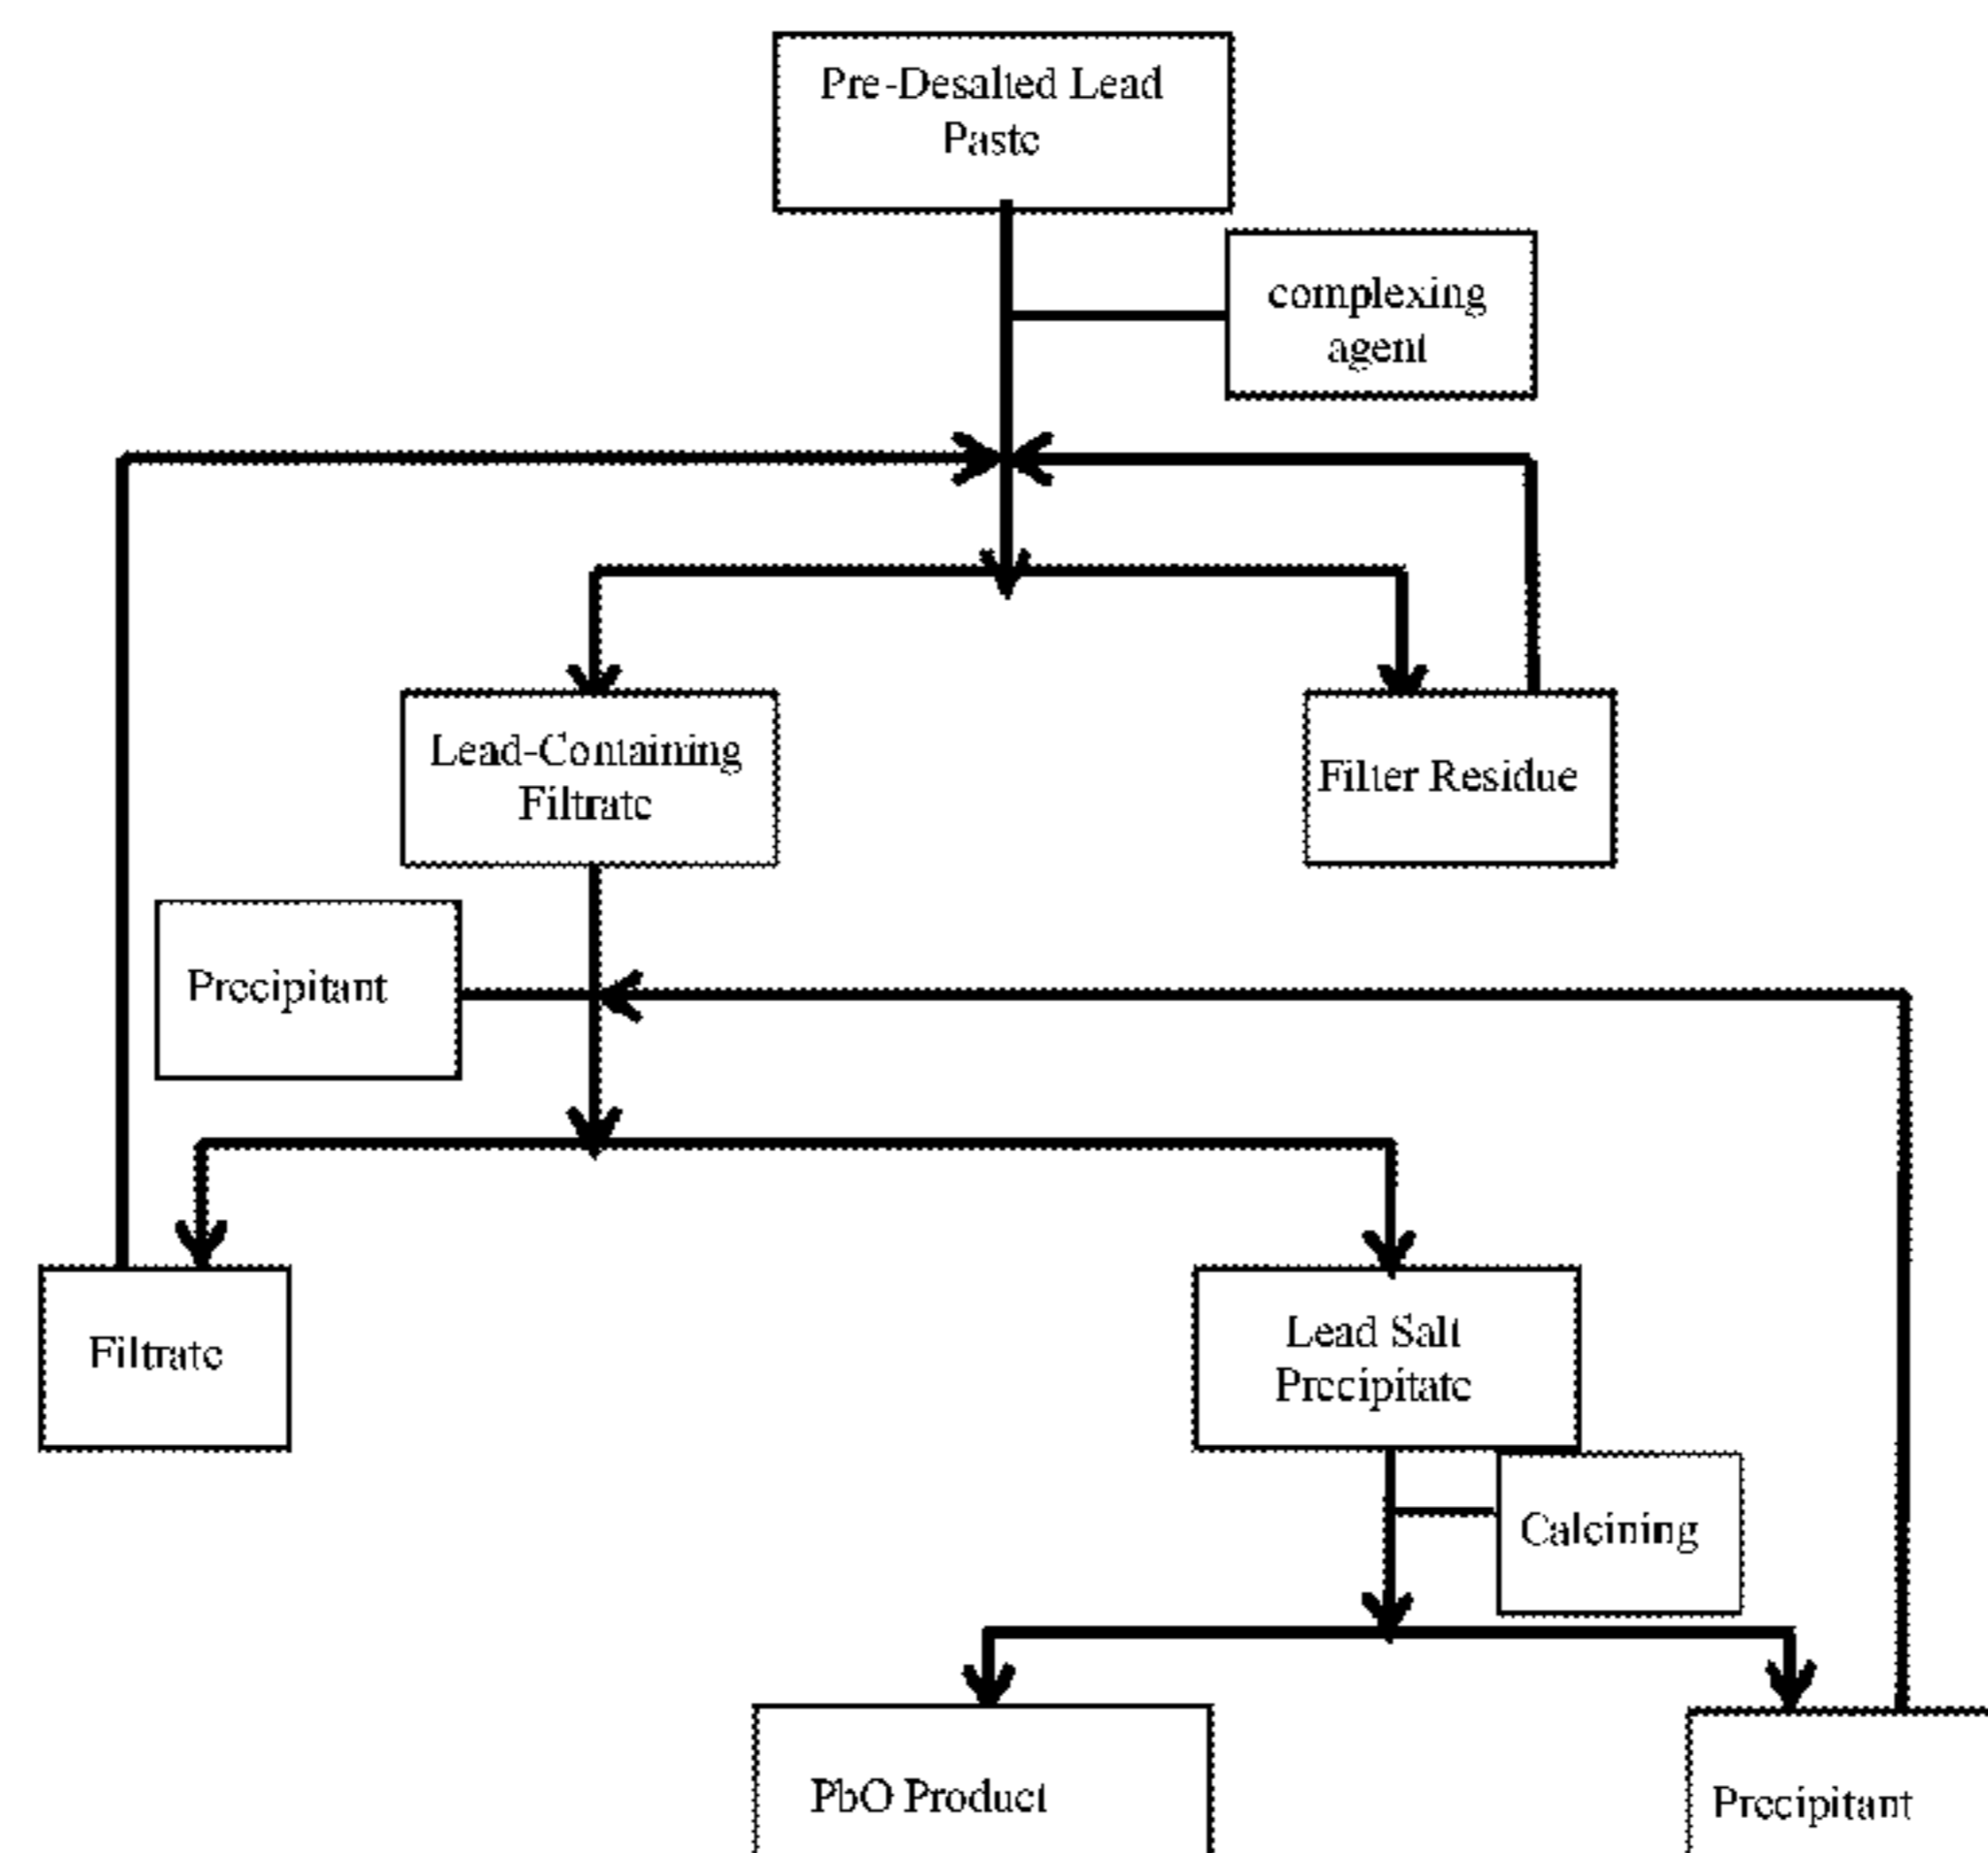 Pre-Desalted Lead
Paste
complexing
agent
Lead-Containing
Filtrate
Filter Residue
Precipitant
Filtrate
Lead Salt
Precipitate
Calcining
PbO Product
Precipitant